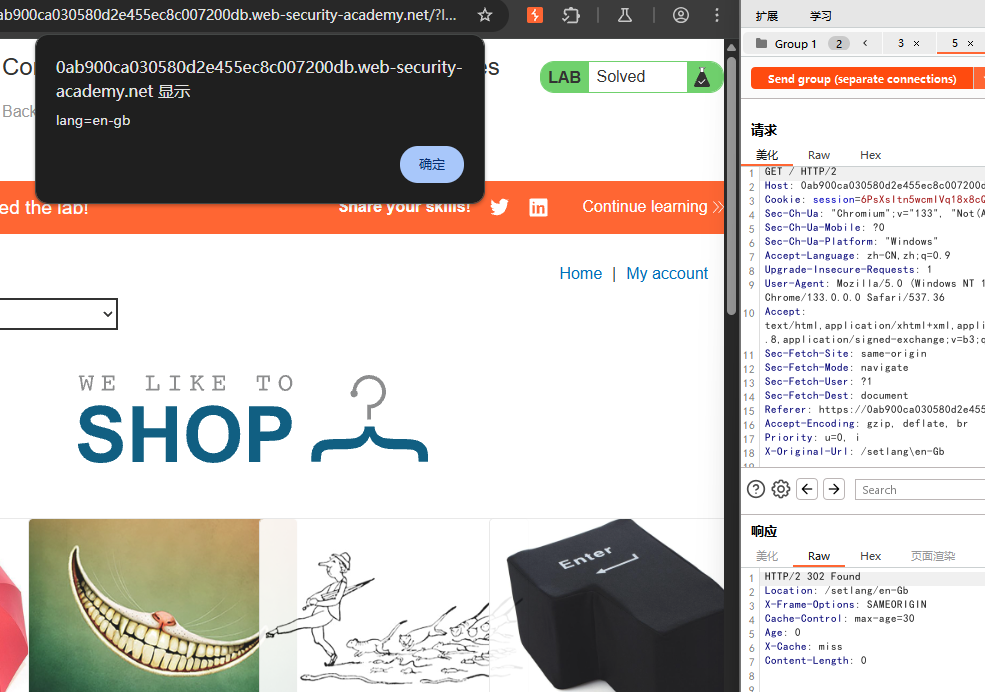 ab900ca030580d2e455ec8c007200db.web-security-academy.net/?l...
0ab900ca030580d2e455ec8c007200db.web-security-
academy.net 显示
lang=en-gb
确定
Back
LAB Solved
ed the lab!
Share your skills!
Continue learning
Home | My account
WE LIKE TO
SHOP
Enter
扩展 学习
Group 1 2 3 × 5 ×
Send group (separate connections)
请求
美化 Raw Hex
1 GET / HTTP/2
2 Host: 0ab900ca030580d2e455ec8c007200d
3 Cookie: session=6PsXsItn5wcmIVq18x8cQ
4 Sec-Ch-Ua: "Chromium";v="133", "Not(A
5 Sec-Ch-Ua-Mobile: ?0
6 Sec-Ch-Ua-Platform: "Windows"
7 Accept-Language: zh-CN,zh;q=0.9
8 Upgrade-Insecure-Requests: 1
9 User-Agent: Mozilla/5.0 (Windows NT 1
Chrome/133.0.0.0 Safari/537.36
10 Accept:
text/html,application/xhtml+xml,appli
.8,application/signed-exchange;v=b3;q
11 Sec-Fetch-Site: same-origin
12 Sec-Fetch-Mode: navigate
13 Sec-Fetch-User: ?1
14 Sec-Fetch-Dest: document
15 Referer: https://0ab900ca030580d2e455
16 Accept-Encoding: gzip, deflate, br
17 Priority: u=0, i
18 X-Original-Url: /setlang\en-Gb
Search
响应
美化 Raw Hex 页面渲染
1 HTTP/2 302 Found
2 Location: /setlang/en-Gb
3 X-Frame-Options: SAMEORIGIN
4 Cache-Control: max-age=30
5 Age: 0
6 X-Cache: miss
7 Content-Length: 0
8
9